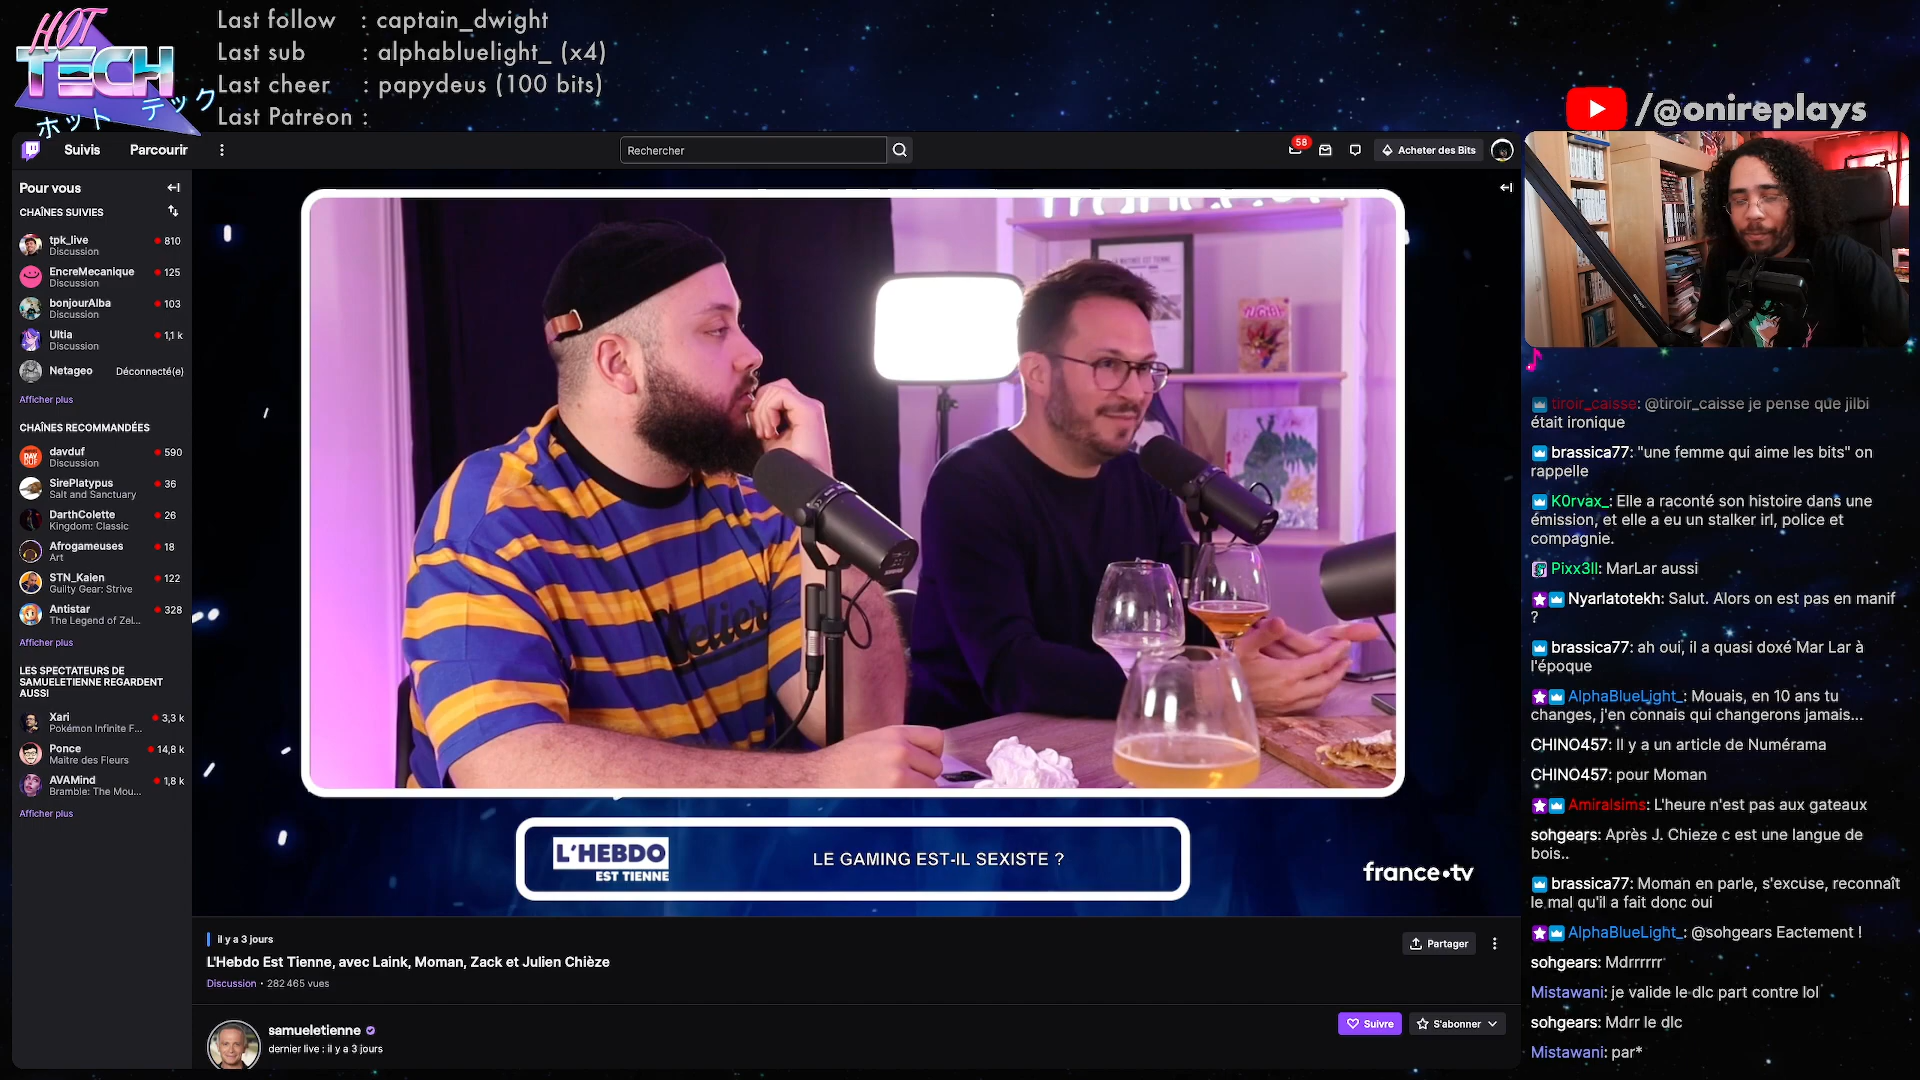 HOT
TECH
ホット テック
Last follow : captain_dwight
Last sub : alphabluelight_ (x4)
Last cheer : papydeus (100 bits)
Last Patreon :
/@onireplays
Suivis
Parcourir
Rechercher
58
Acheter des Bits
Pour vous
CHAÎNES SUIVIES
tpk_live
810
Discussion
EncreMecanique
125
Discussion
bonjourAlba
103
Discussion
Ultia
1,1 k
Discussion
Netageo
Déconnecté(e)
Afficher plus
CHAÎNES RECOMMANDÉES
davduf
590
Discussion
SirePlatypus
36
Salt and Sanctuary
DarthColette
26
Kingdom: Classic
Afrogameuses
18
Art
STN_Kaien
122
Guilty Gear: Strive
Antistar
328
The Legend of Zel...
Afficher plus
LES SPECTATEURS DE
SAMUELETIENNE REGARDENT
AUSSI
Xari
3,3 k
Pokémon Infinite F...
Ponce
14,8 k
Maitre des Fleurs
AVAMind
1,8 k
Bramble: The Mou...
Afficher plus
LA MATINÉE EST TIENNE
Atelier
L'HEBDO
EST TIENNE
LE GAMING EST-IL SEXISTE ?
france•tv
il y a 3 jours
L'Hebdo Est Tienne, avec Laink, Moman, Zack et Julien Chièze
Discussion • 282 465 vues
Partager
samueletienne
dernier live : il y a 3 jours
Suivre
S'abonner
tiroir_caisse: @tiroir_caisse je pense que jilbi
était ironique
brassica77: "une femme qui aime les bits" on
rappelle
K0rvax_: Elle a raconté son histoire dans une
émission, et elle a eu un stalker irl, police et
compagnie.
Pixx3ll: MarLar aussi
Nyarlatotekh: Salut. Alors on est pas en manif
?
brassica77: ah oui, il a quasi doxé Mar Lar à
l'époque
AlphaBlueLight_: Mouais, en 10 ans tu
changes, j'en connais qui changerons jamais...
CHINO457: Il y a un article de Numérama
CHINO457: pour Moman
Amiralsims: L'heure n'est pas aux gateaux
sohgears: Après J. Chieze c est une langue de
bois..
brassica77: Moman en parle, s'excuse, reconnaît
le mal qu'il a fait donc oui
AlphaBlueLight_: @sohgears Eactement !
sohgears: Mdrrrrrr
Mistawani: je valide le dlc part contre lol
sohgears: Mdrr le dlc
Mistawani: par*